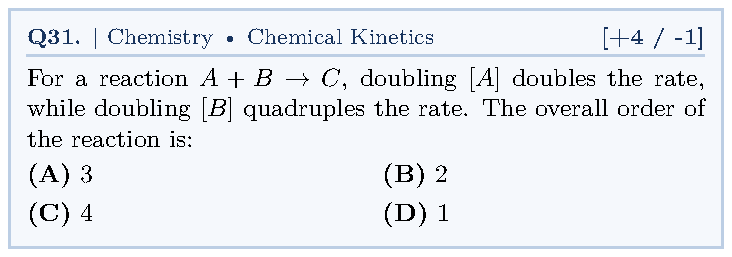 Q31. | Chemistry • Chemical Kinetics [+4 / -1]
For a reaction A + B → C, doubling [A] doubles the rate,
while doubling [B] quadruples the rate. The overall order of
the reaction is:
(A) 3 (B) 2
(C) 4 (D) 1